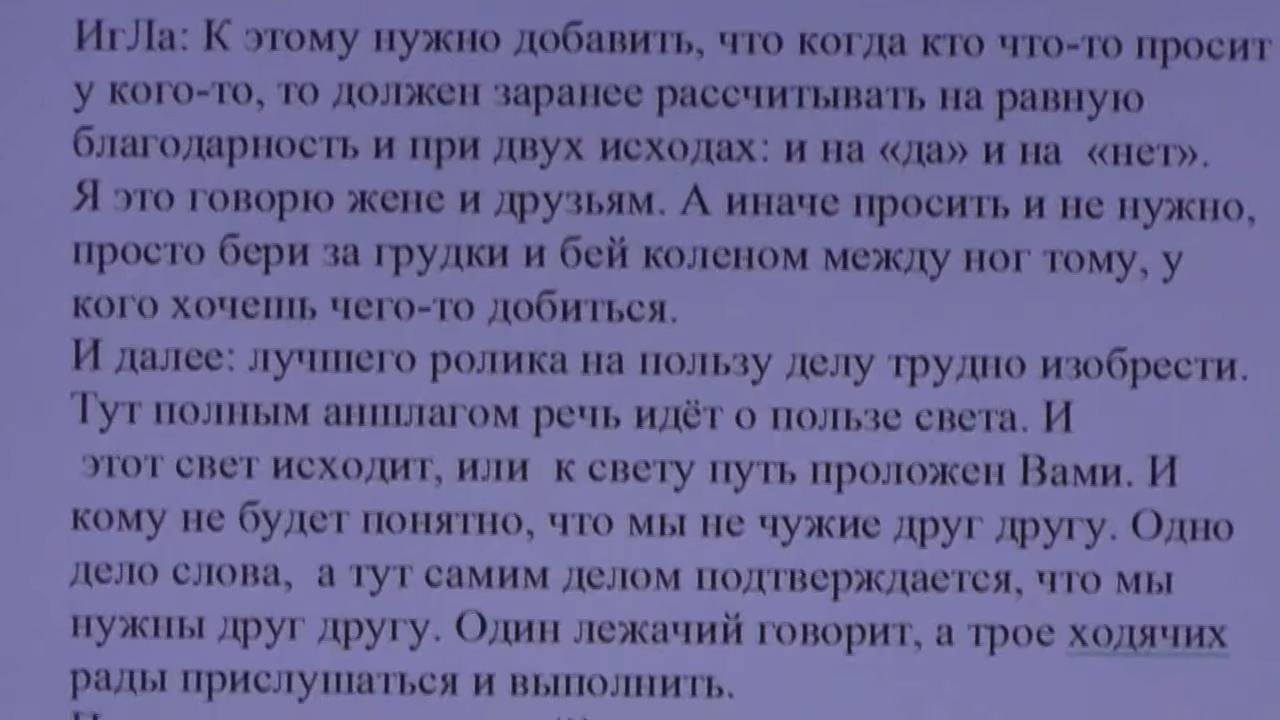 ИгЛа: К этому нужно добавить, что когда кто что-то просит
у кого-то, то должен заранее рассчитывать на равную
благодарность и при двух исходах: и на «да» и на «нет».
Я это говорю жене и друзьям. А иначе просить и не нужно,
просто бери за грудки и бей коленом между ног тому, у
кого хочешь чего-то добиться.
И далее: лучшего ролика на пользу делу трудно изобрести.
Тут полным аншлагом речь идёт о пользе света. И
этот свет исходит, или к свету путь проложен Вами. И
кому не будет понятно, что мы не чужие друг другу. Одно
дело слова, а тут самим делом подтверждается, что мы
нужны друг другу. Один лежачий говорит, а трое ходячих
рады прислушаться и выполнить.